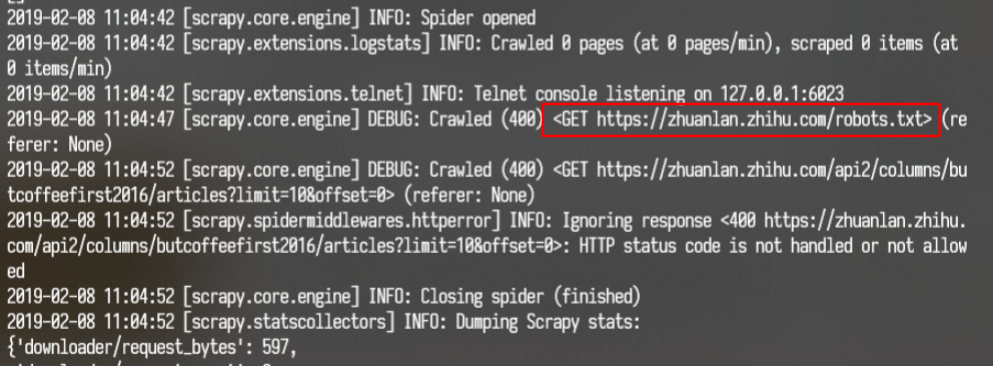 2019-02-08 11:04:42 [scrapy.core.engine] INFO: Spider opened
2019-02-08 11:04:42 [scrapy.extensions.logstats] INFO: Crawled 0 pages (at 0 pages/min), scraped 0 items (at
0 items/min)
2019-02-08 11:04:42 [scrapy.extensions.telnet] INFO: Telnet console listening on 127.0.0.1:6023
2019-02-08 11:04:47 [scrapy.core.engine] DEBUG: Crawled (400) <GET https://zhuanlan.zhihu.com/robots.txt> (re
ferer: None)
2019-02-08 11:04:52 [scrapy.core.engine] DEBUG: Crawled (400) <GET https://zhuanlan.zhihu.com/api2/columns/bu
tcoffeefirst2016/articles?limit=10&offset=0> (referer: None)
2019-02-08 11:04:52 [scrapy.spidermiddlewares.httperror] INFO: Ignoring response <400 https://zhuanlan.zhihu.
com/api2/columns/butcoffeefirst2016/articles?limit=10&offset=0>: HTTP status code is not handled or not allow
ed
2019-02-08 11:04:52 [scrapy.core.engine] INFO: Closing spider (finished)
2019-02-08 11:04:52 [scrapy.statscollectors] INFO: Dumping Scrapy stats:
{'downloader/request_bytes': 597,